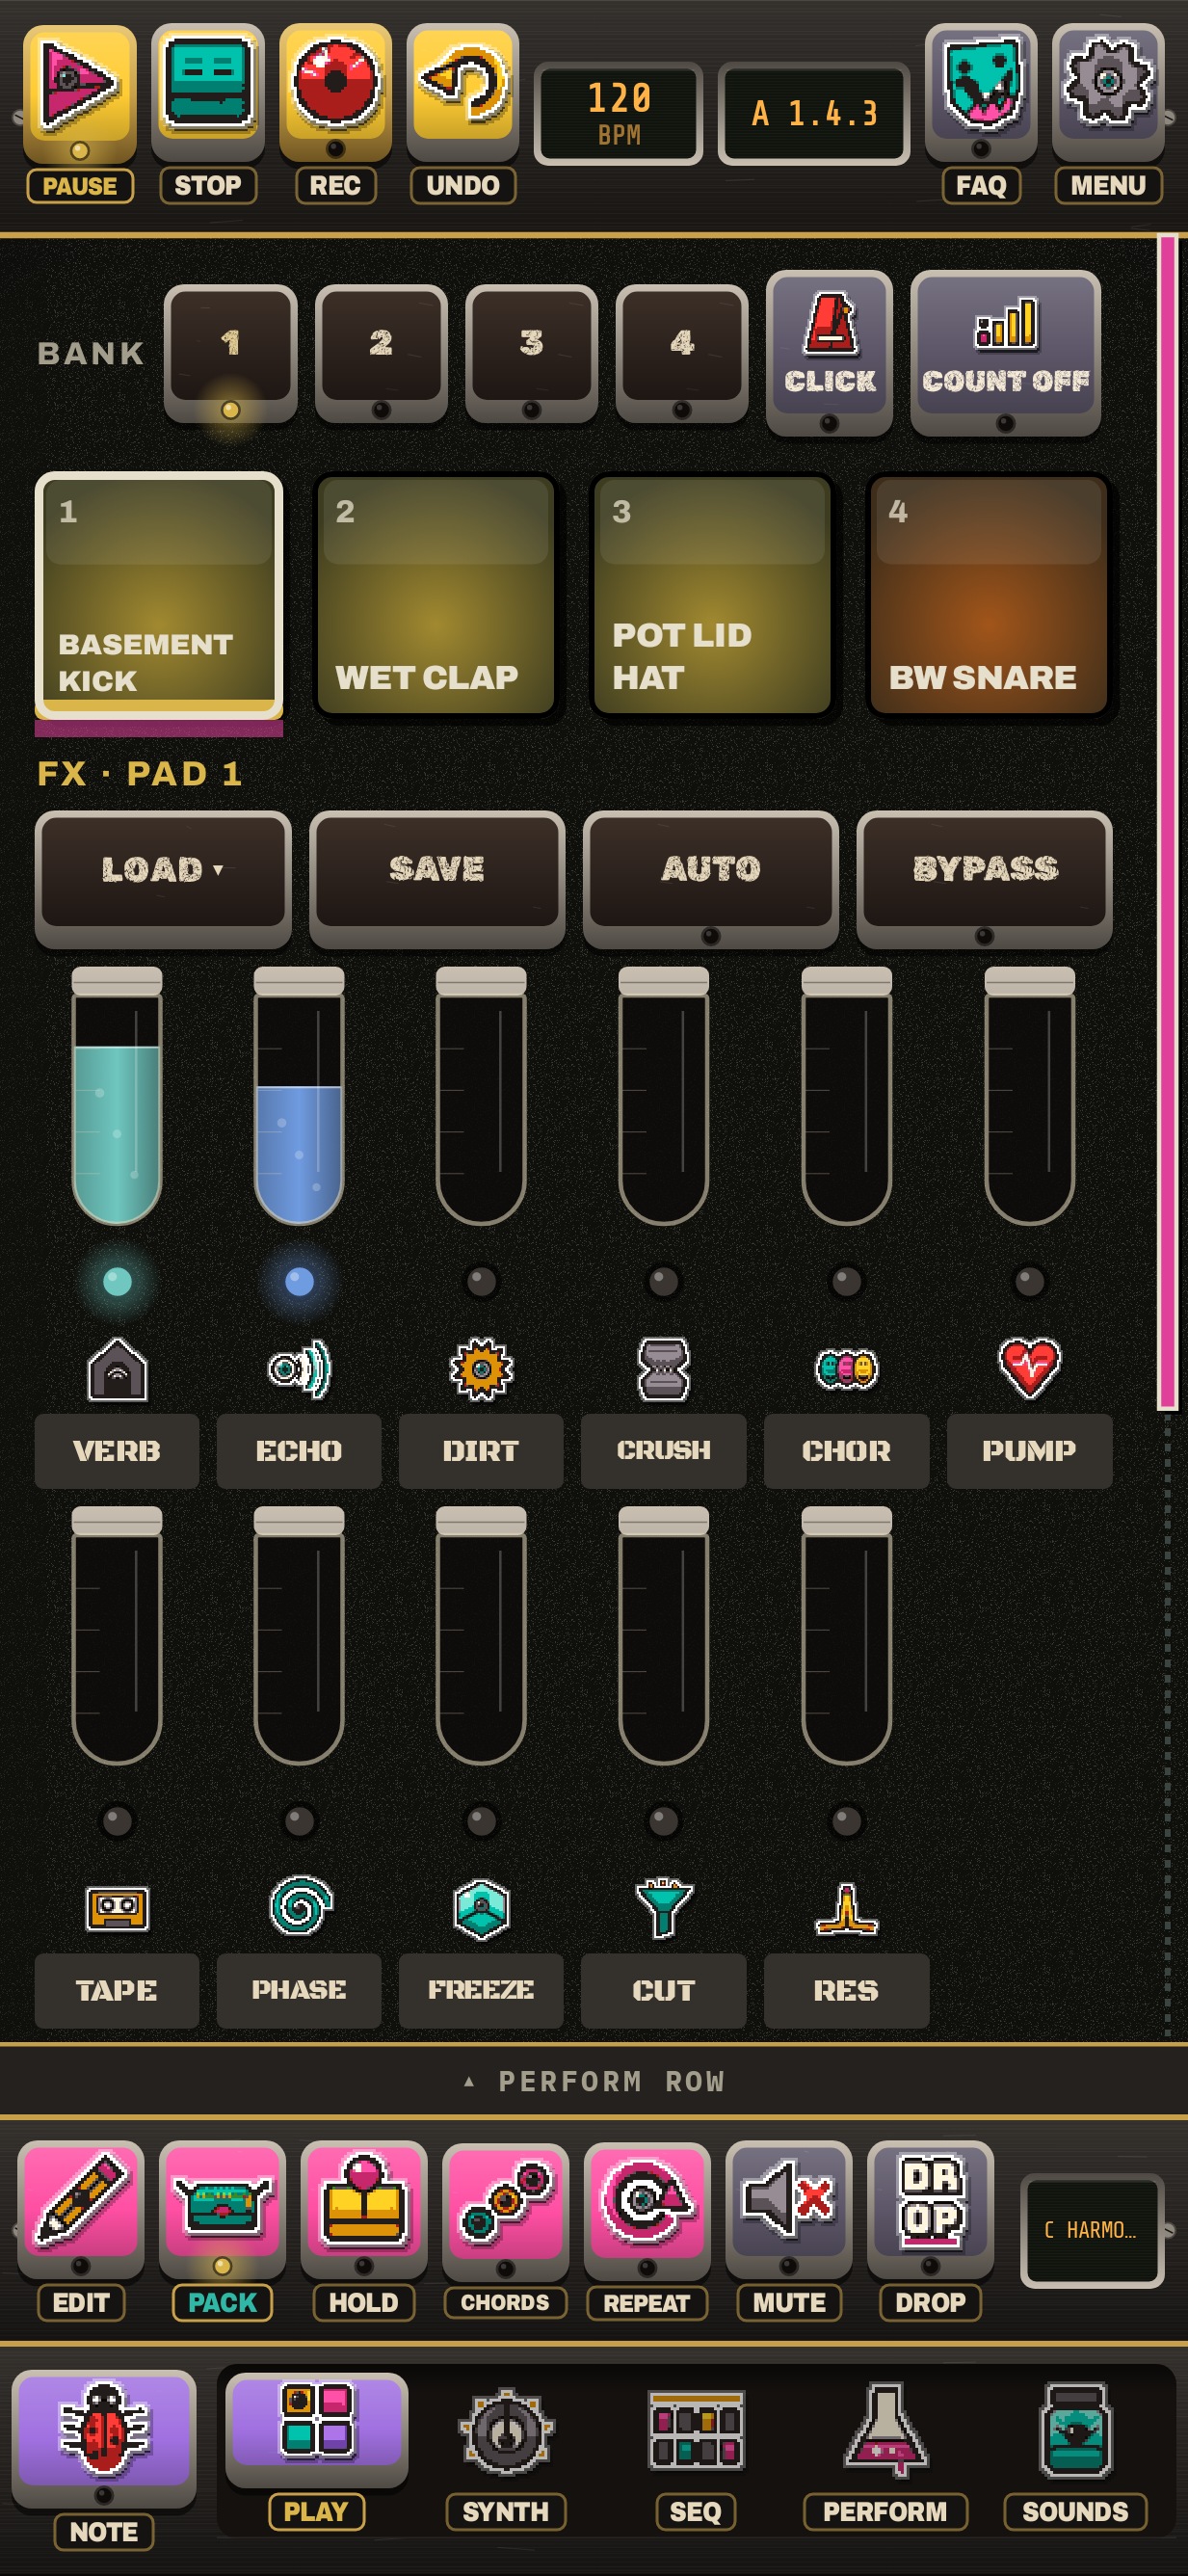 120
BPM
A 1.4.3
PAUSE
STOP
REC
UNDO
FAQ
MENU
BANK
1
2
3
4
CLICK
COUNT OFF
1
BASEMENT
KICK
2
WET CLAP
3
POT LID
HAT
4
BW SNARE
FX · PAD 1
LOAD ▾
SAVE
AUTO
BYPASS
VERB
ECHO
DIRT
CRUSH
CHOR
PUMP
TAPE
PHASE
FREEZE
CUT
RES
▴ PERFORM ROW
DR
OP
C HARMO…
EDIT
PACK
HOLD
CHORDS
REPEAT
MUTE
DROP
NOTE
PLAY
SYNTH
SEQ
PERFORM
SOUNDS